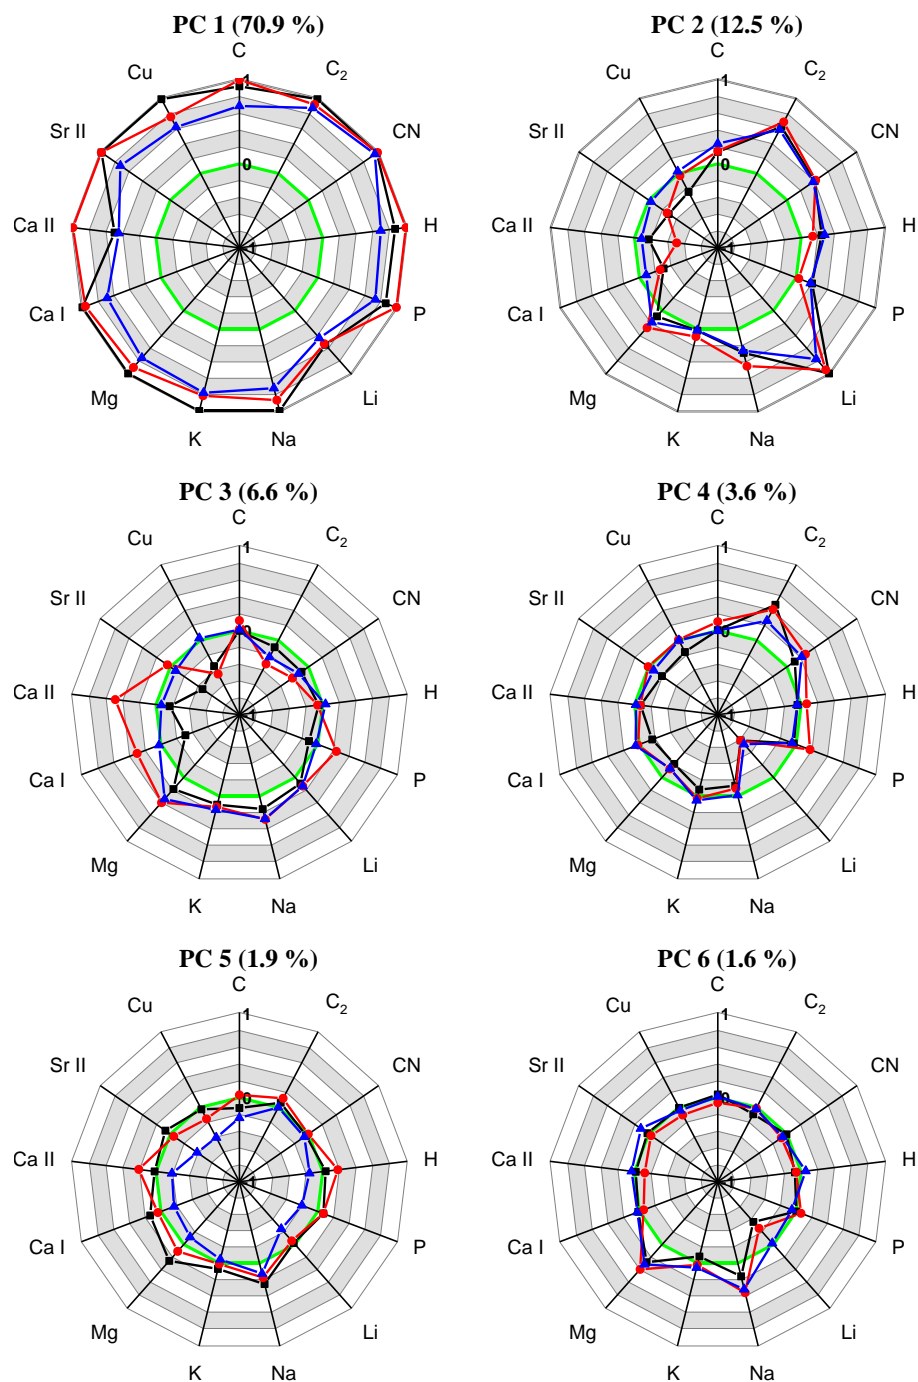 PC 1 (70.9 %)
C
C₂
CN
H
P
Li
Na
K
Mg
Ca I
Ca II
Sr II
Cu
1
0
-1
PC 2 (12.5 %)
C
C₂
CN
H
P
Li
Na
K
Mg
Ca I
Ca II
Sr II
Cu
1
0
-1
PC 3 (6.6 %)
C
C₂
CN
H
P
Li
Na
K
Mg
Ca I
Ca II
Sr II
Cu
1
0
-1
PC 4 (3.6 %)
C
C₂
CN
H
P
Li
Na
K
Mg
Ca I
Ca II
Sr II
Cu
1
0
-1
PC 5 (1.9 %)
C
C₂
CN
H
P
Li
Na
K
Mg
Ca I
Ca II
Sr II
Cu
1
0
-1
PC 6 (1.6 %)
C
C₂
CN
H
P
Li
Na
K
Mg
Ca I
Ca II
Sr II
Cu
1
0
-1